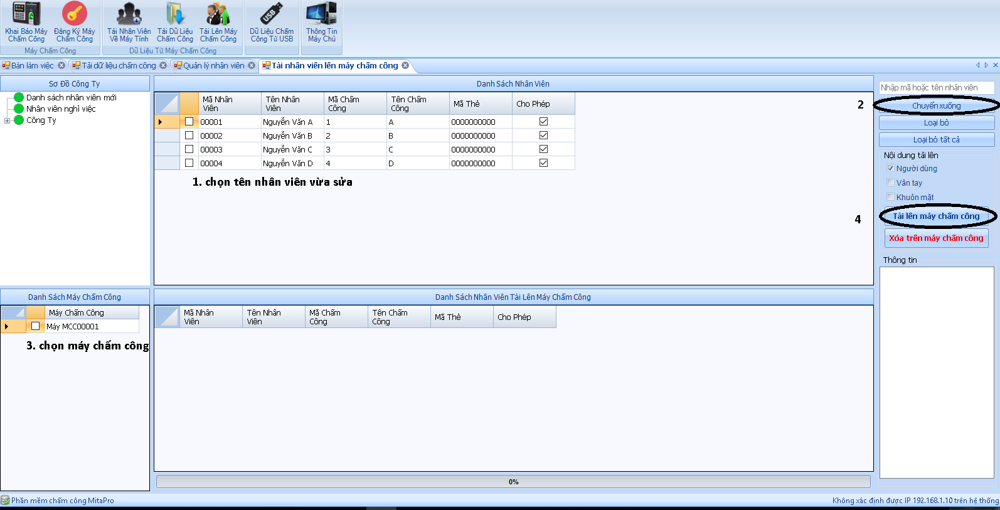 Khai Báo Máy Chấm Công
Đăng Ký Máy Chấm Công
Tải Nhân Viên Về Máy Tính
Tải Dữ Liệu Chấm Công
Tải Lên Máy Chấm Công
Dữ Liệu Chấm Công Từ USB
Thông Tin Máy Chủ
Máy Chấm Công
Dữ Liệu Từ Máy Chấm Công
Bàn làm việc
Tải dữ liệu chấm công
Quản lý nhân viên
Tải nhân viên lên máy chấm công
Sơ Đồ Công Ty
Danh sách nhân viên mới
Nhân viên nghỉ việc
Công Ty
Danh Sách Nhân Viên
Mã Nhân Viên Tên Nhân Viên Mã Chấm Công Tên Chấm Công Mã Thẻ Cho Phép
00001 Nguyễn Văn A 1 A 0000000000
00002 Nguyễn Văn B 2 B 0000000000
00003 Nguyễn Văn C 3 C 0000000000
00004 Nguyễn Văn D 4 D 0000000000
1. chọn tên nhân viên vừa sửa
Nhập mã hoặc tên nhân viên
2
Chuyển xuống
Loại bỏ
Loại bỏ tất cả
Nội dung tải lên
Người dùng
Vân tay
Khuôn mặt
4
Tải lên máy chấm công
Xóa trên máy chấm công
Thông tin
Danh Sách Máy Chấm Công
Máy Chấm Công
Máy MCC00001
3. chọn máy chấm công
Danh Sách Nhân Viên Tải Lên Máy Chấm Công
Mã Nhân Viên Tên Nhân Viên Mã Chấm Công Tên Chấm Công Mã Thẻ Cho Phép
0%
Phần mềm chấm công MitaPro
Không xác định được IP 192.168.1.10 trên hệ thống